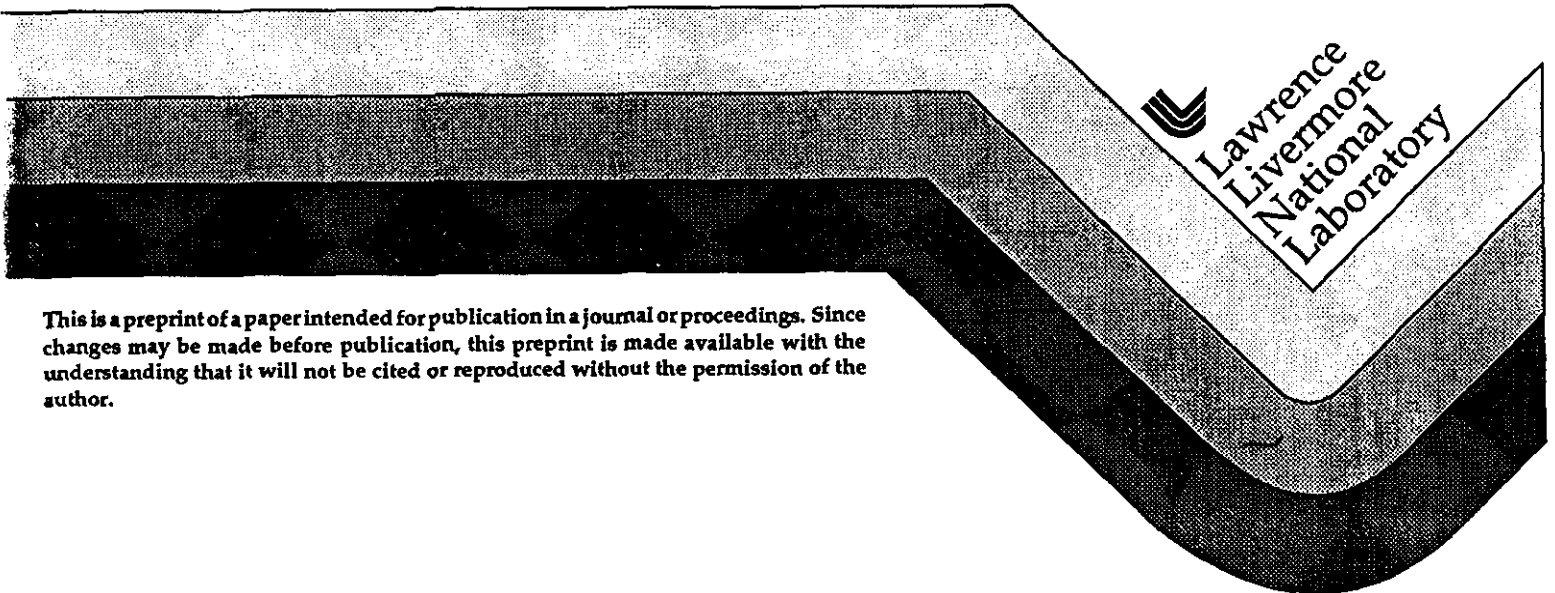 Lawrence
Livermore
National
Laboratory
This is a preprint of a paper intended for publication in a journal or proceedings. Since
changes may be made before publication, this preprint is made available with the
understanding that it will not be cited or reproduced without the permission of the
author.